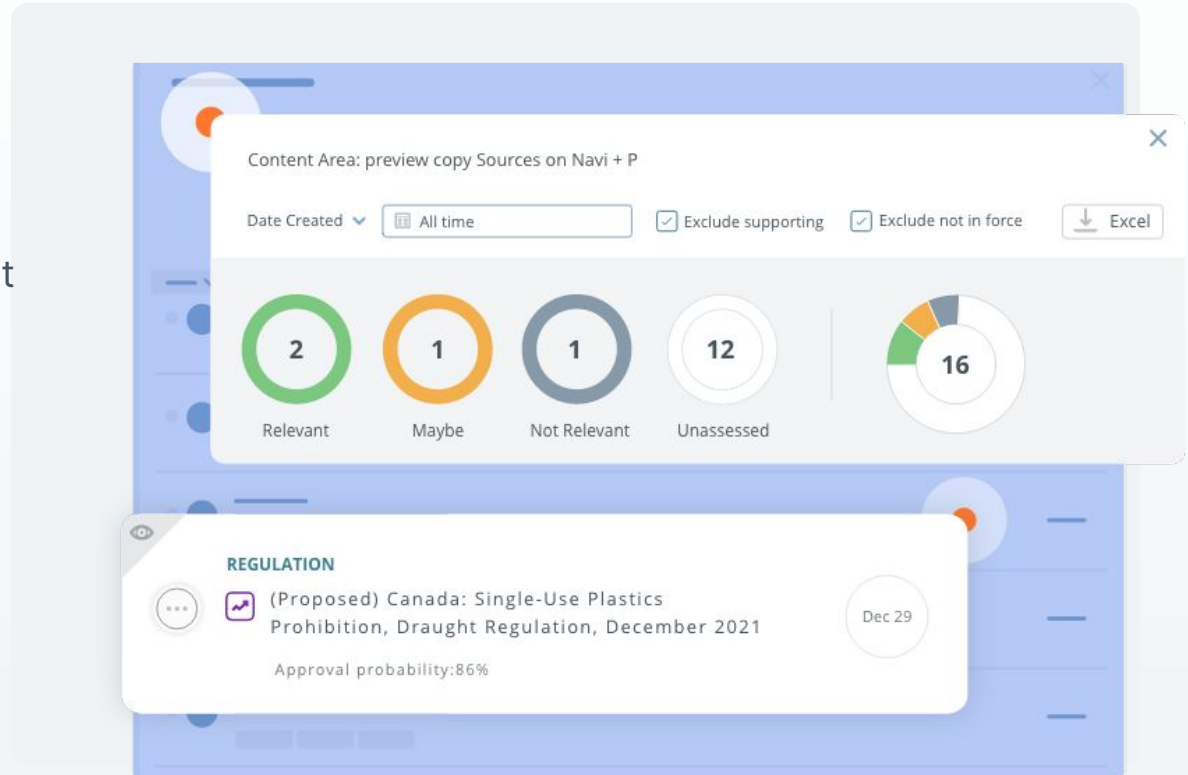 t
Content Area: preview copy Sources on Navi + P
Date Created All time Exclude supporting Exclude not in force Excel
2 1 1 12 16
Relevant Maybe Not Relevant Unassessed
REGULATION
(Proposed) Canada: Single-Use Plastics
Prohibition, Draught Regulation, December 2021
Dec 29
Approval probability:86%